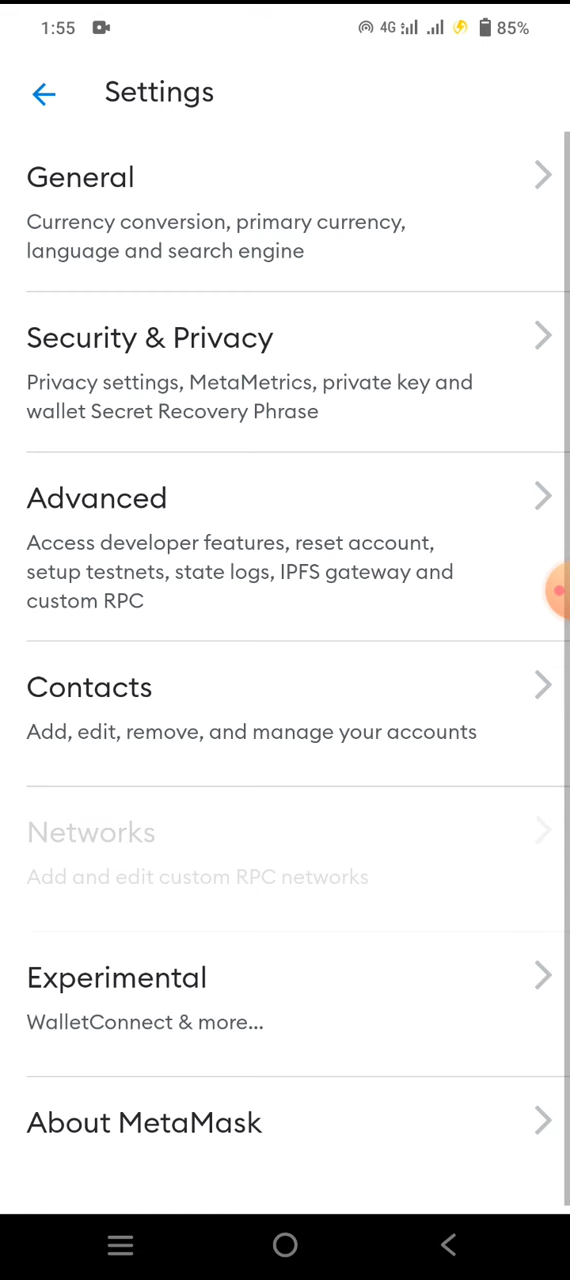 1:55
4G
85%
Settings
General
Currency conversion, primary currency,
language and search engine
Security & Privacy
Privacy settings, MetaMetrics, private key and
wallet Secret Recovery Phrase
Advanced
Access developer features, reset account,
setup testnets, state logs, IPFS gateway and
custom RPC
Contacts
Add, edit, remove, and manage your accounts
Networks
Add and edit custom RPC networks
Experimental
WalletConnect & more...
About MetaMask